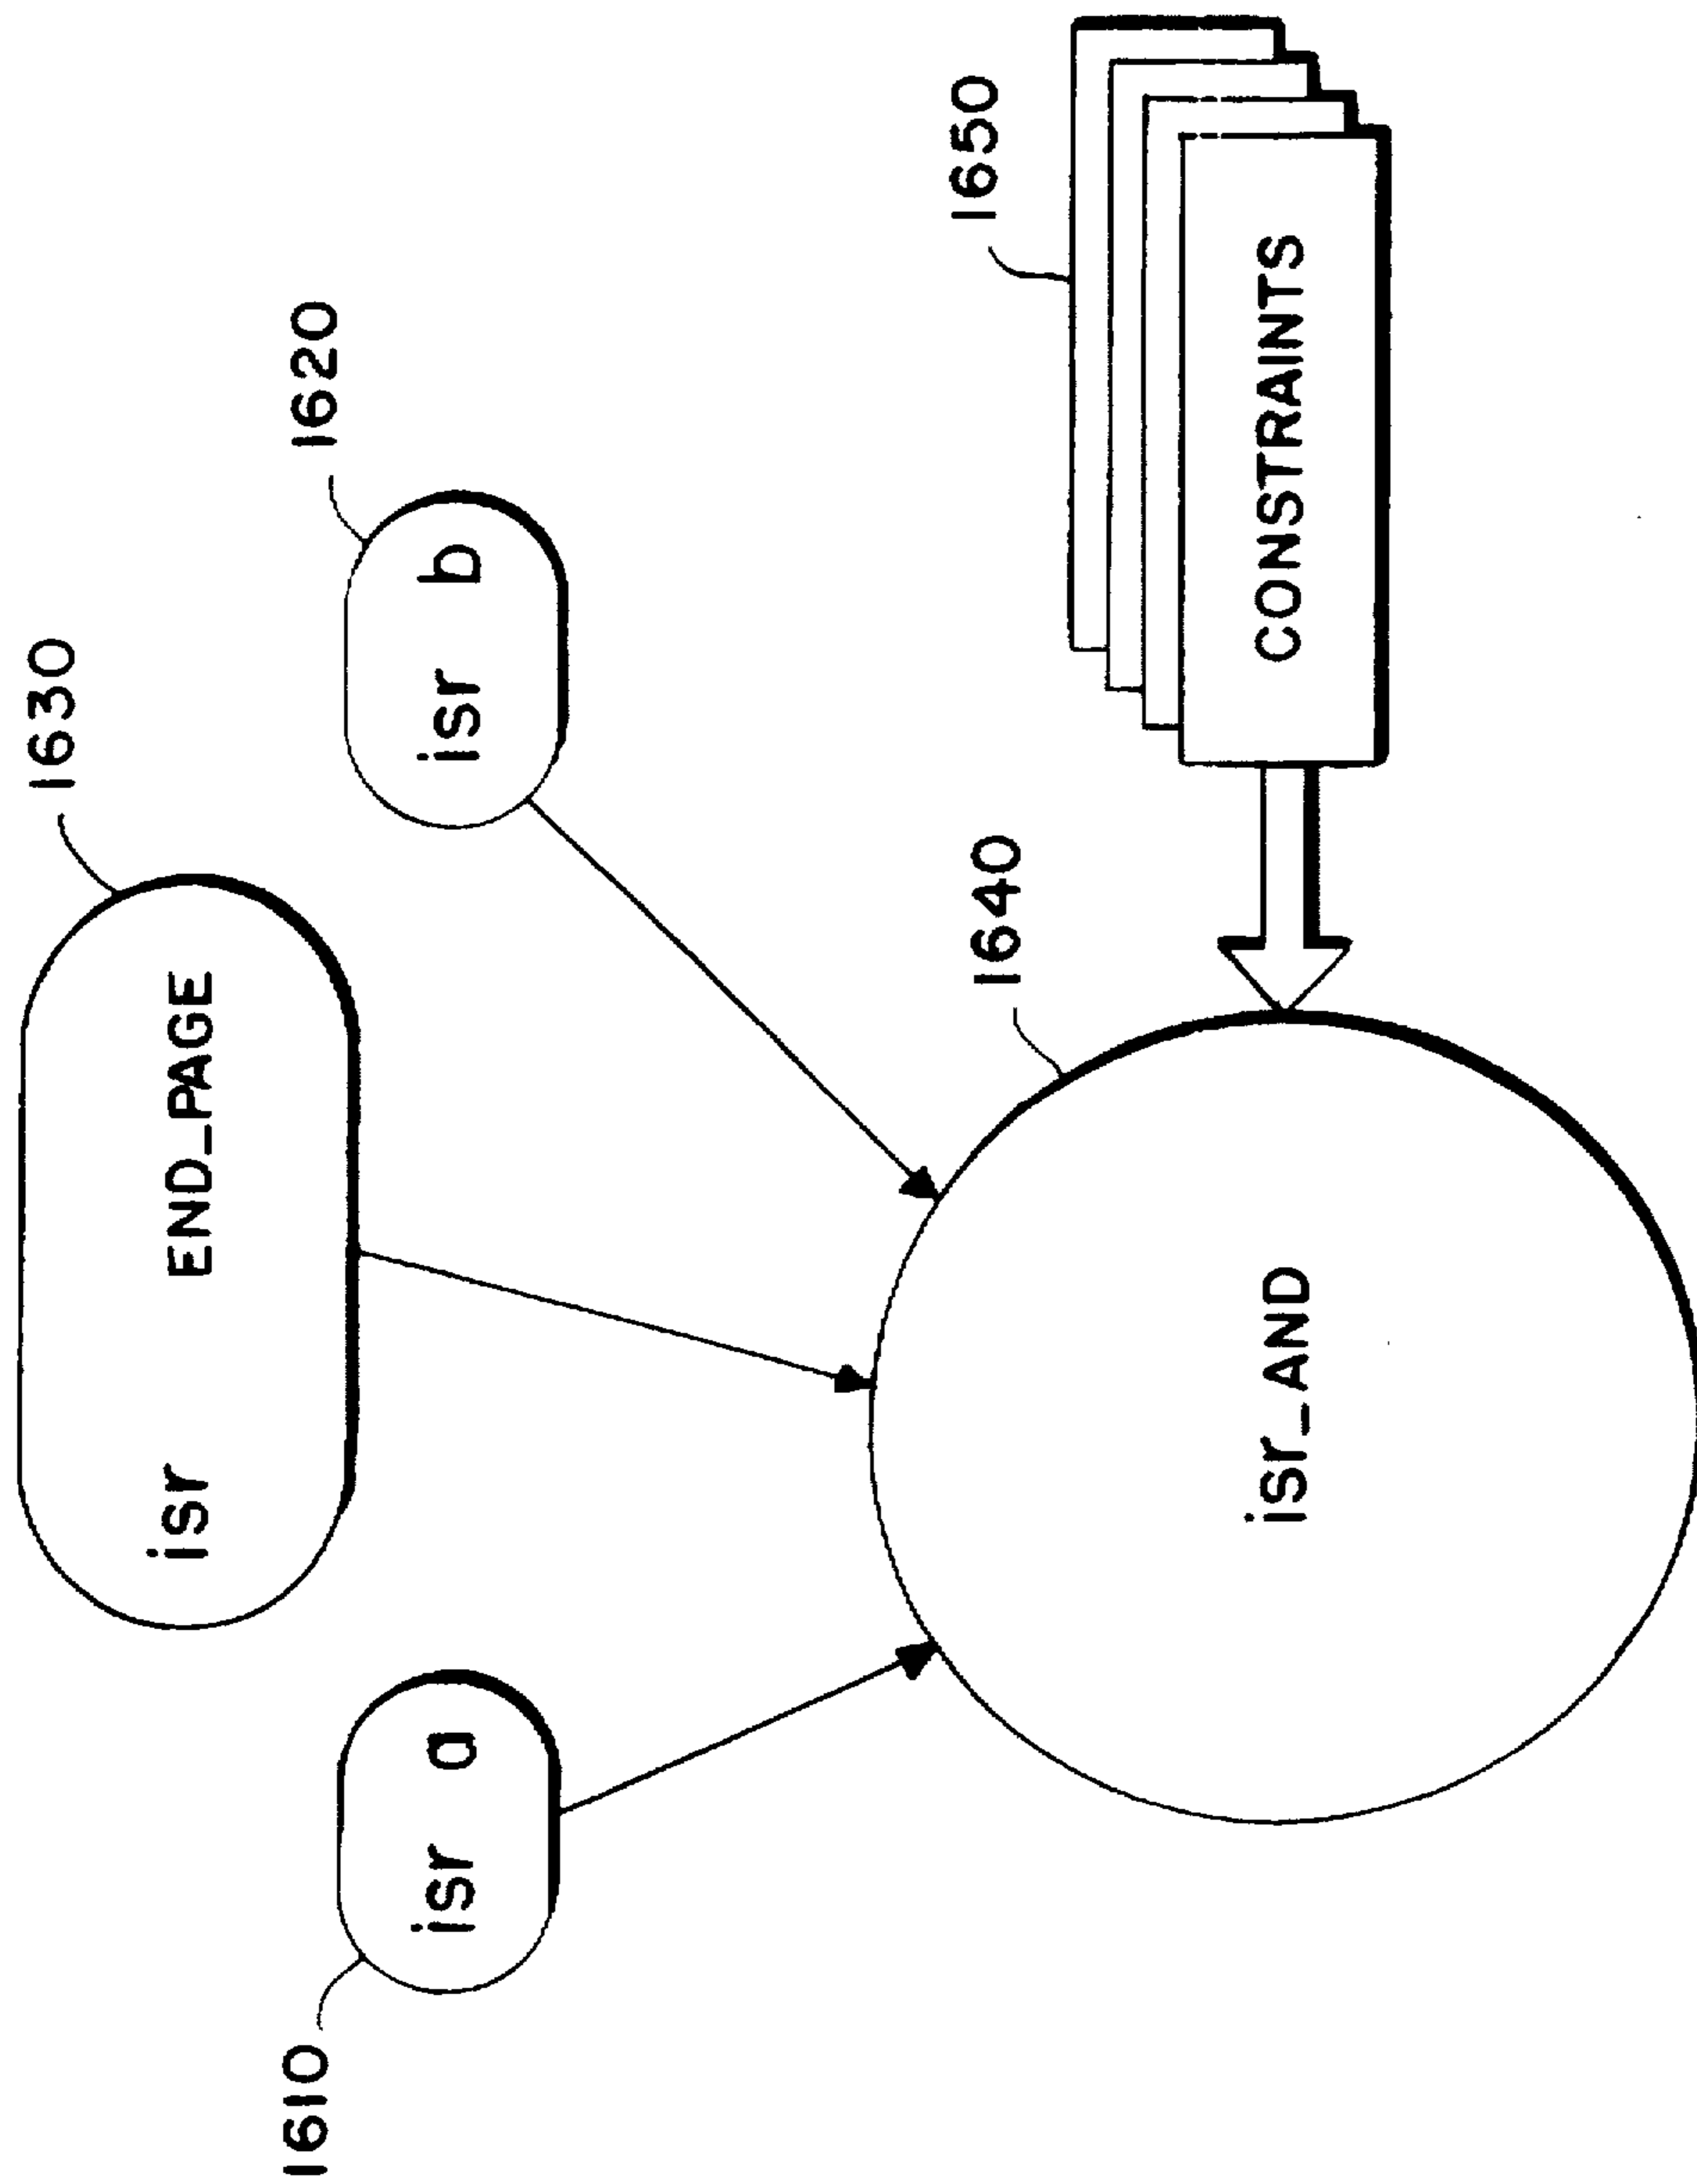 1630
isr END_PAGE
1610
isr a
1620
isr b
1640
isr_AND
1650
CONSTRAINTS